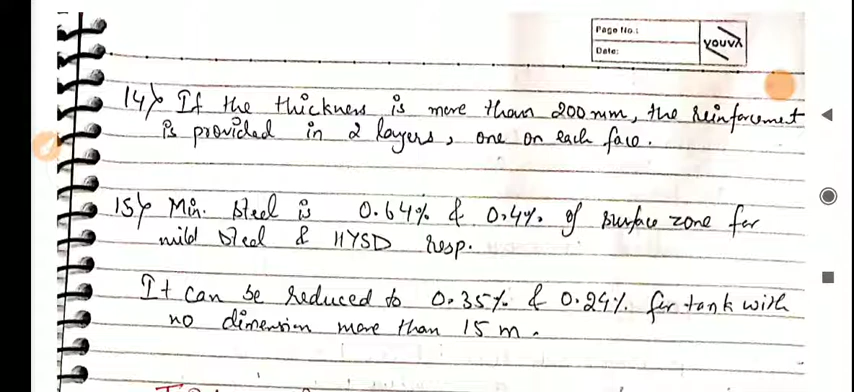 Page No.:
Date:
YOUVA
14) If the thickness is more than 200 mm, the reinforcement
is provided in 2 layers, one on each face.
15) Min. Steel is 0.64% & 0.4% of surface zone for
mild steel & HYSD resp.
It can be reduced to 0.35% & 0.24% for tank with
no dimension more than 15 m.